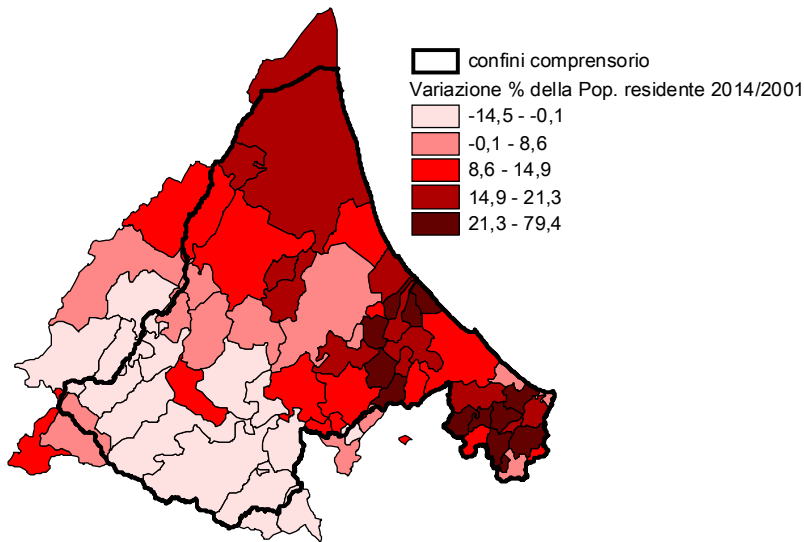 confini comprensorio
Variazione % della Pop. residente 2014/2001
-14,5 - -0,1
-0,1 - 8,6
8,6 - 14,9
14,9 - 21,3
21,3 - 79,4